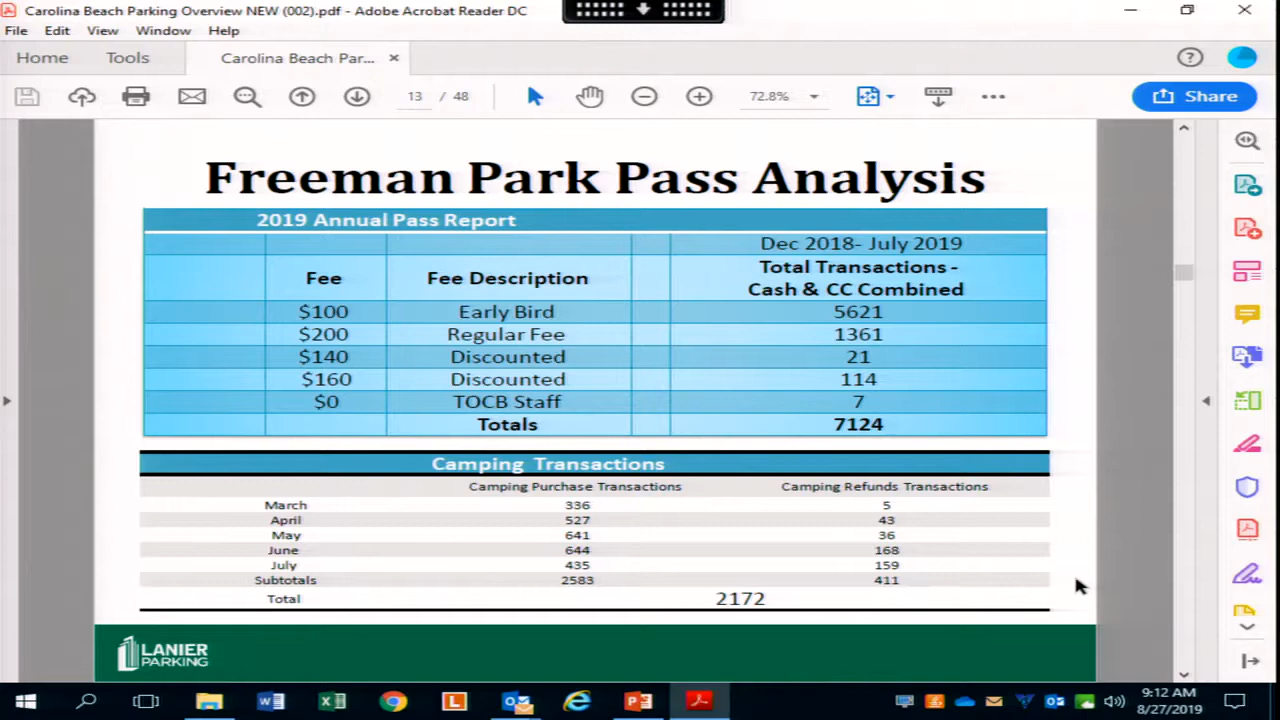 Carolina Beach Parking Overview NEW (002).pdf - Adobe Acrobat Reader DC
File Edit View Window Help
Home Tools Carolina Beach Par... ×
13 / 48 72.8% Share
Freeman Park Pass Analysis
2019 Annual Pass Report
Dec 2018- July 2019
Fee Fee Description Total Transactions -
Cash & CC Combined
$100 Early Bird 5621
$200 Regular Fee 1361
$140 Discounted 21
$160 Discounted 114
$0 TOCB Staff 7
Totals 7124
Camping Transactions
Camping Purchase Transactions Camping Refunds Transactions
March 336 5
April 527 43
May 641 36
June 644 168
July 435 159
Subtotals 2583 411
Total 2172
LANIER
PARKING
9:12 AM
8/27/2019